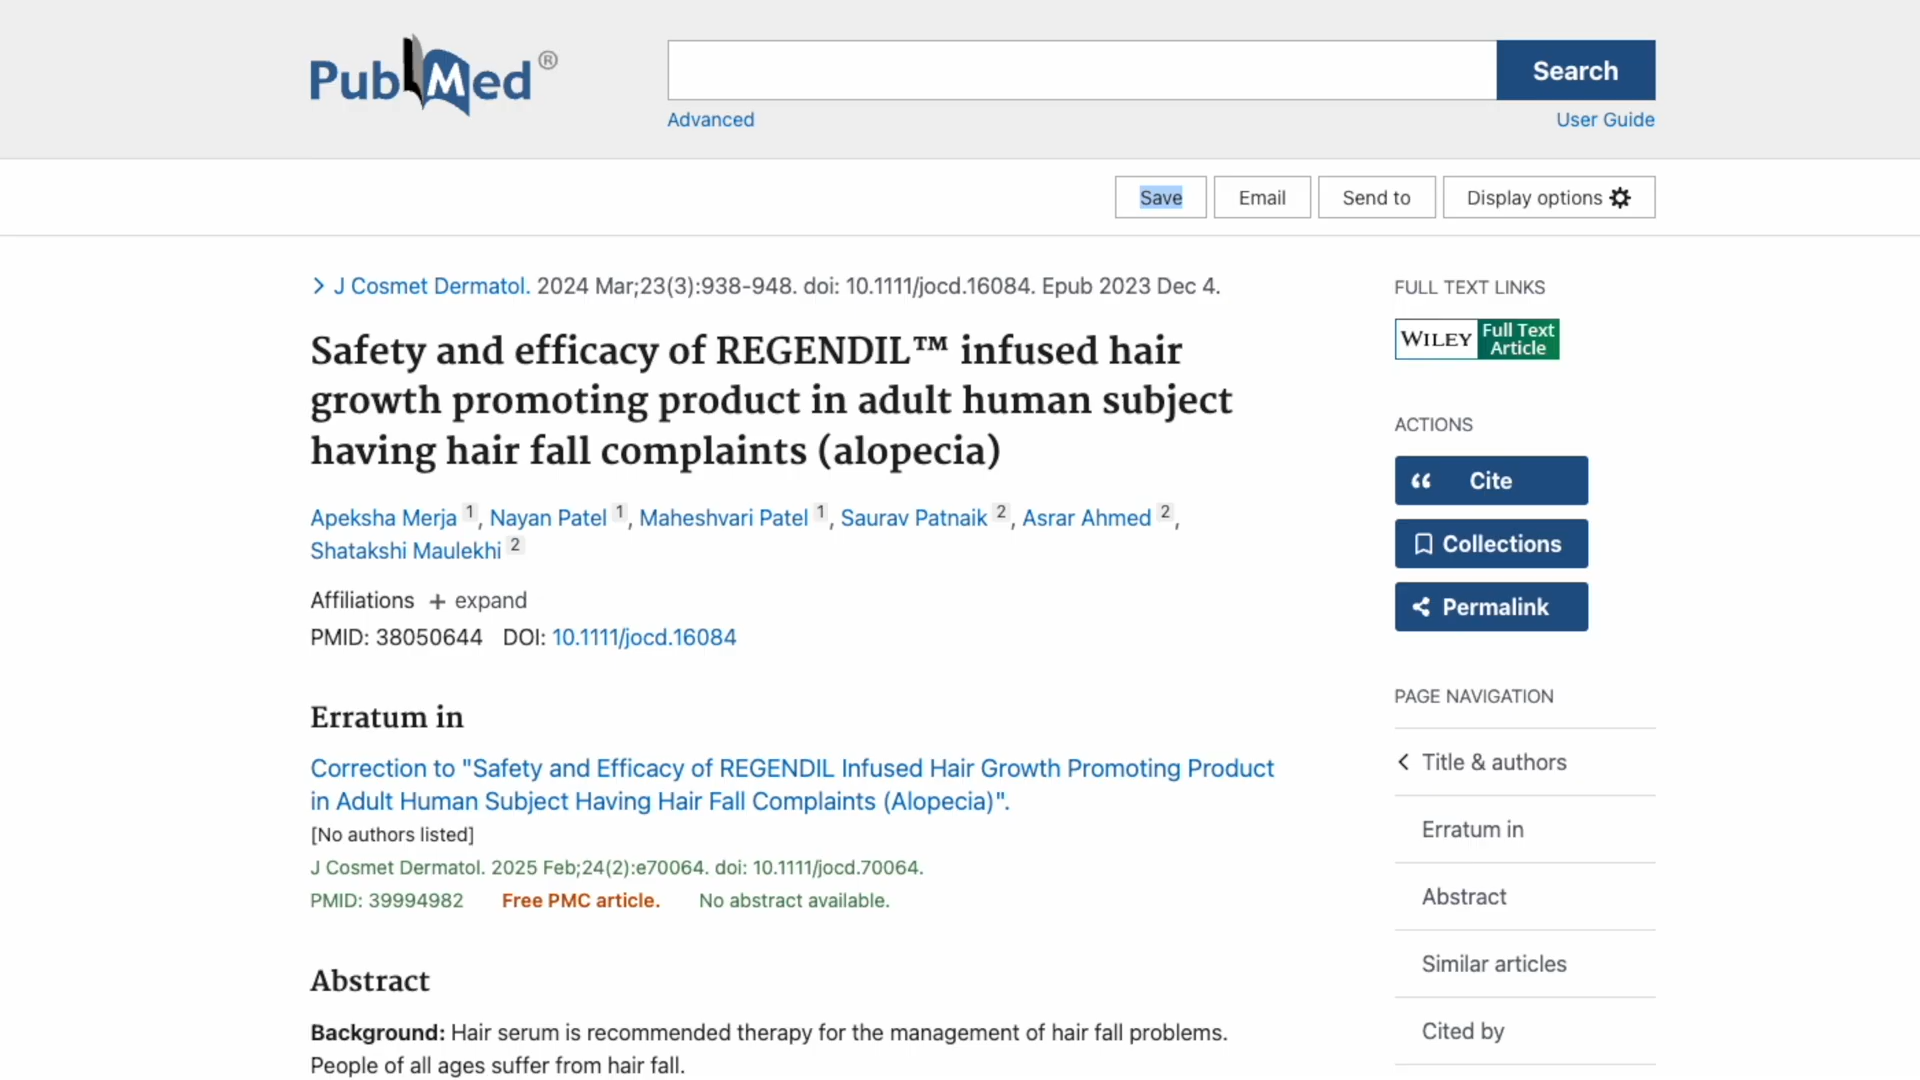 PubMed®
Search
Advanced
User Guide
Save
Email
Send to
Display options
J Cosmet Dermatol. 2024 Mar;23(3):938-948. doi: 10.1111/jocd.16084. Epub 2023 Dec 4.
Safety and efficacy of REGENDIL™ infused hair
growth promoting product in adult human subject
having hair fall complaints (alopecia)
Apeksha Merja 1, Nayan Patel 1, Maheshvari Patel 1, Saurav Patnaik 2, Asrar Ahmed 2,
Shatakshi Maulekhi 2
Affiliations + expand
PMID: 38050644 DOI: 10.1111/jocd.16084
Erratum in
Correction to "Safety and Efficacy of REGENDIL Infused Hair Growth Promoting Product
in Adult Human Subject Having Hair Fall Complaints (Alopecia)".
[No authors listed]
J Cosmet Dermatol. 2025 Feb;24(2):e70064. doi: 10.1111/jocd.70064.
PMID: 39994982 Free PMC article. No abstract available.
Abstract
Background: Hair serum is recommended therapy for the management of hair fall problems.
People of all ages suffer from hair fall.
FULL TEXT LINKS
WILEY Full Text
Article
ACTIONS
Cite
Collections
Permalink
PAGE NAVIGATION
Title & authors
Erratum in
Abstract
Similar articles
Cited by